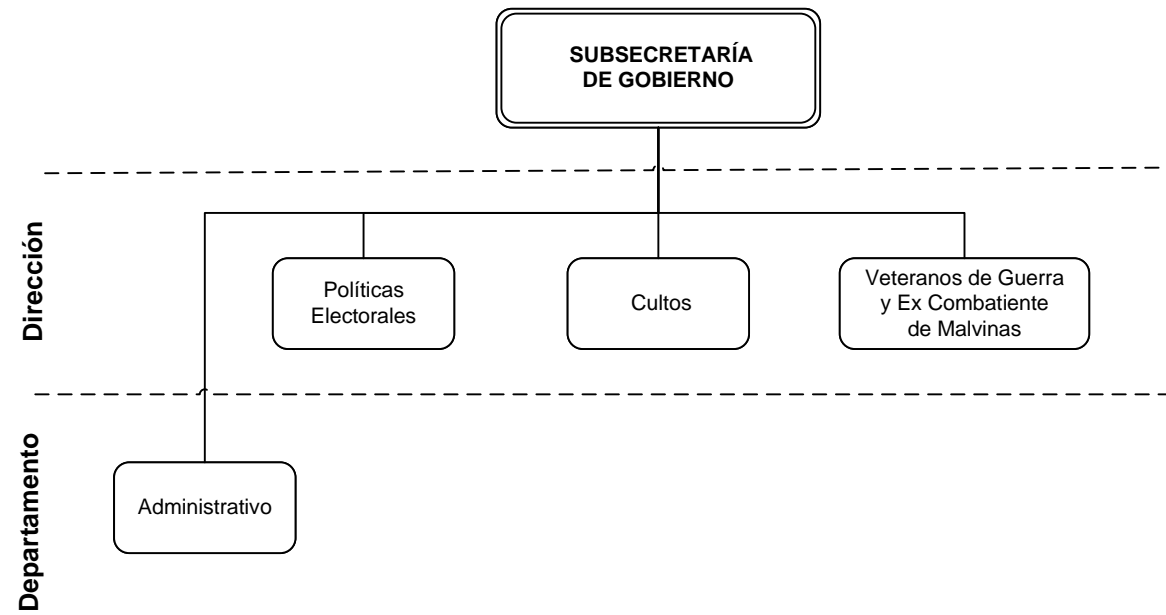 SUBSECRETARÍA
DE GOBIERNO
Dirección
Políticas
Electorales
Cultos
Veteranos de Guerra
y Ex Combatiente
de Malvinas
Departamento
Administrativo